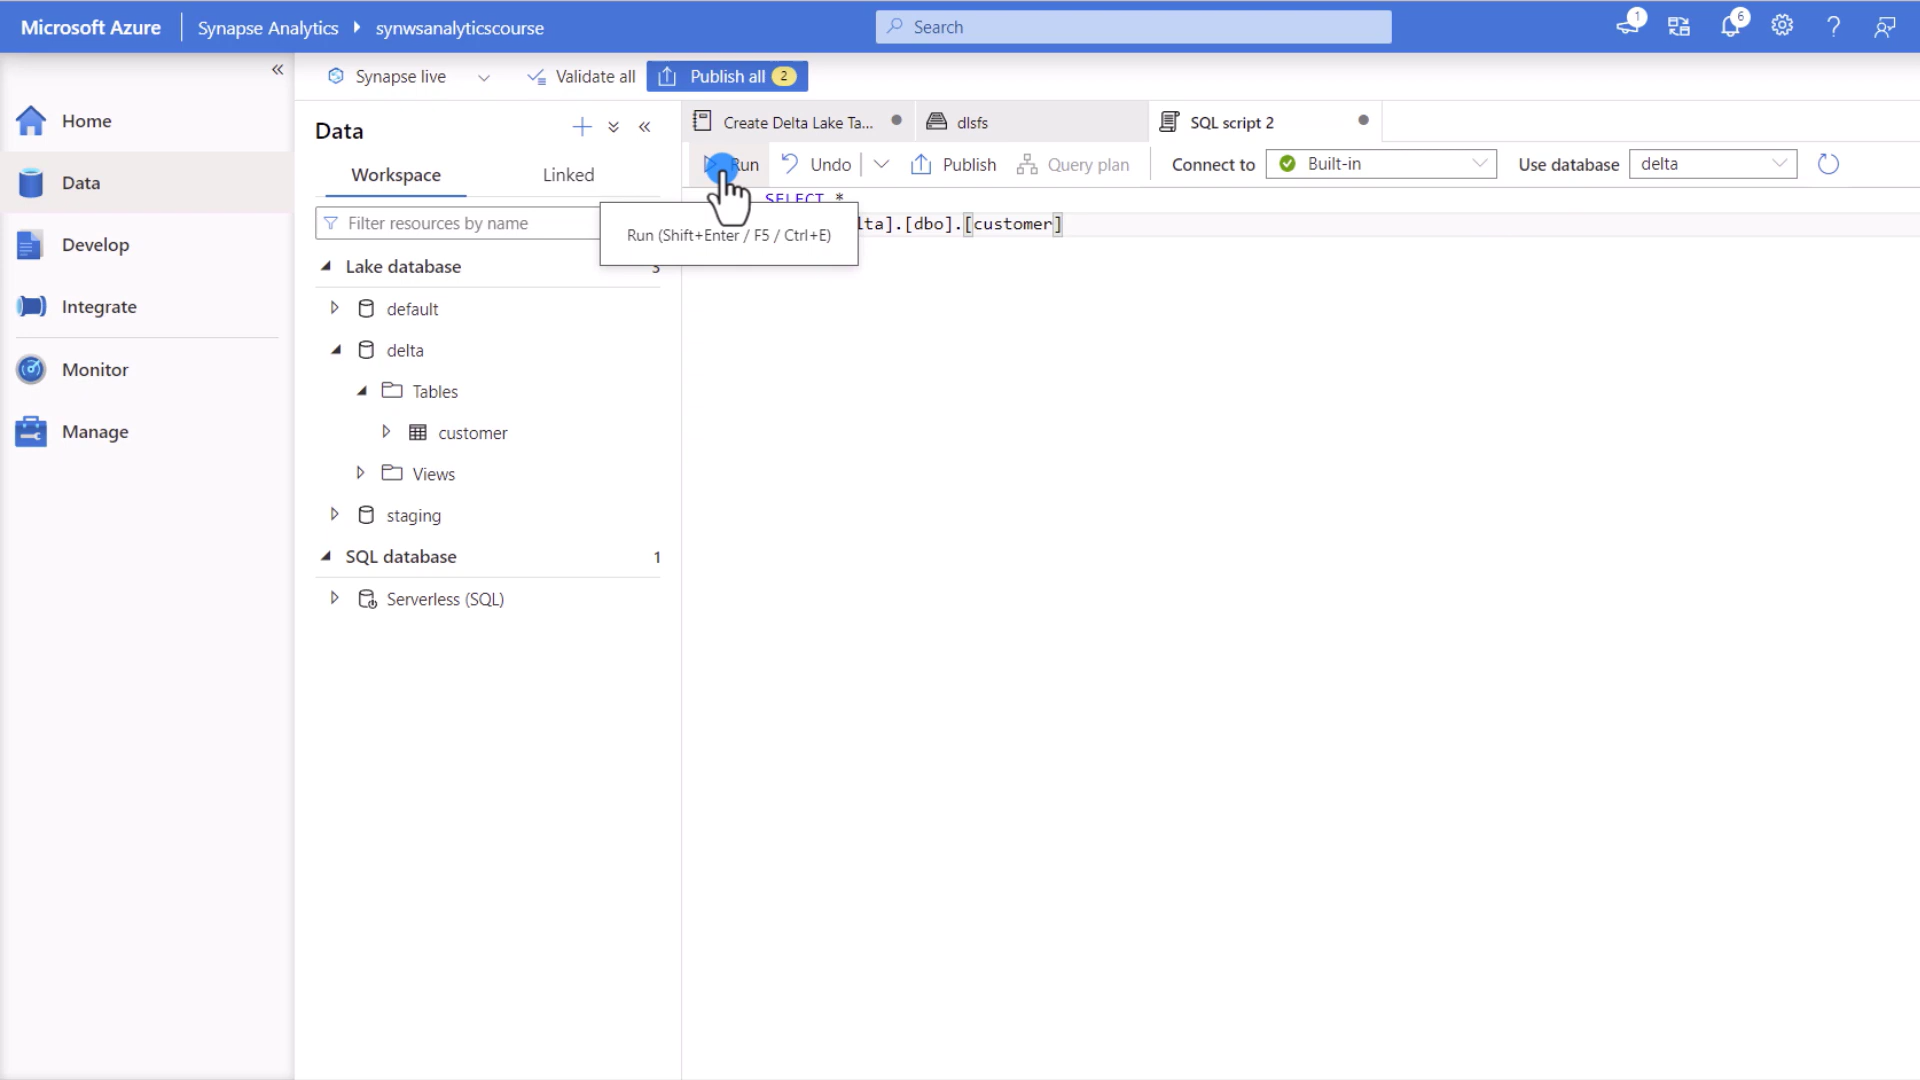 Microsoft Azure
Synapse Analytics
synwsanalyticscourse
Search
1
6
?
Synapse live
Validate all
Publish all
2
Home
Data
Develop
Integrate
Monitor
Manage
Data
Workspace
Linked
Filter resources by name
Lake database
3
default
delta
Tables
customer
Views
staging
SQL database
1
Serverless (SQL)
Create Delta Lake Ta...
dlsfs
SQL script 2
Run
Undo
Publish
Query plan
Connect to
Built-in
Use database
delta
SELECT *
lta].[dbo].[customer]
Run (Shift+Enter / F5 / Ctrl+E)